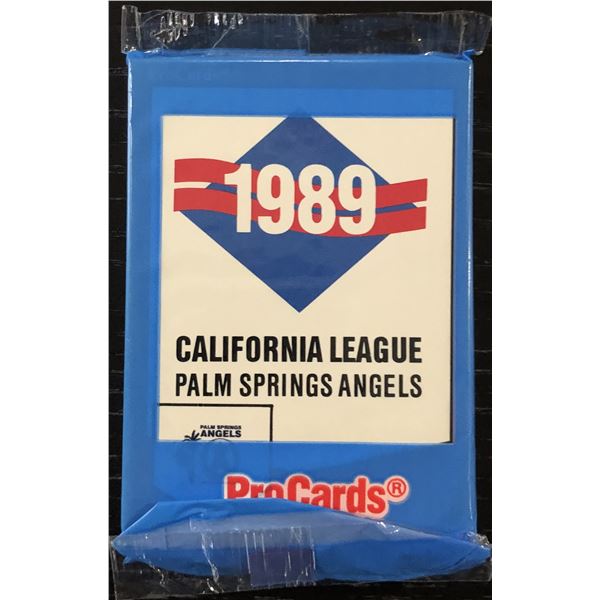 1989
CALIFORNIA LEAGUE
PALM SPRINGS ANGELS
PALM SPRINGS
ANGELS
ProCards®